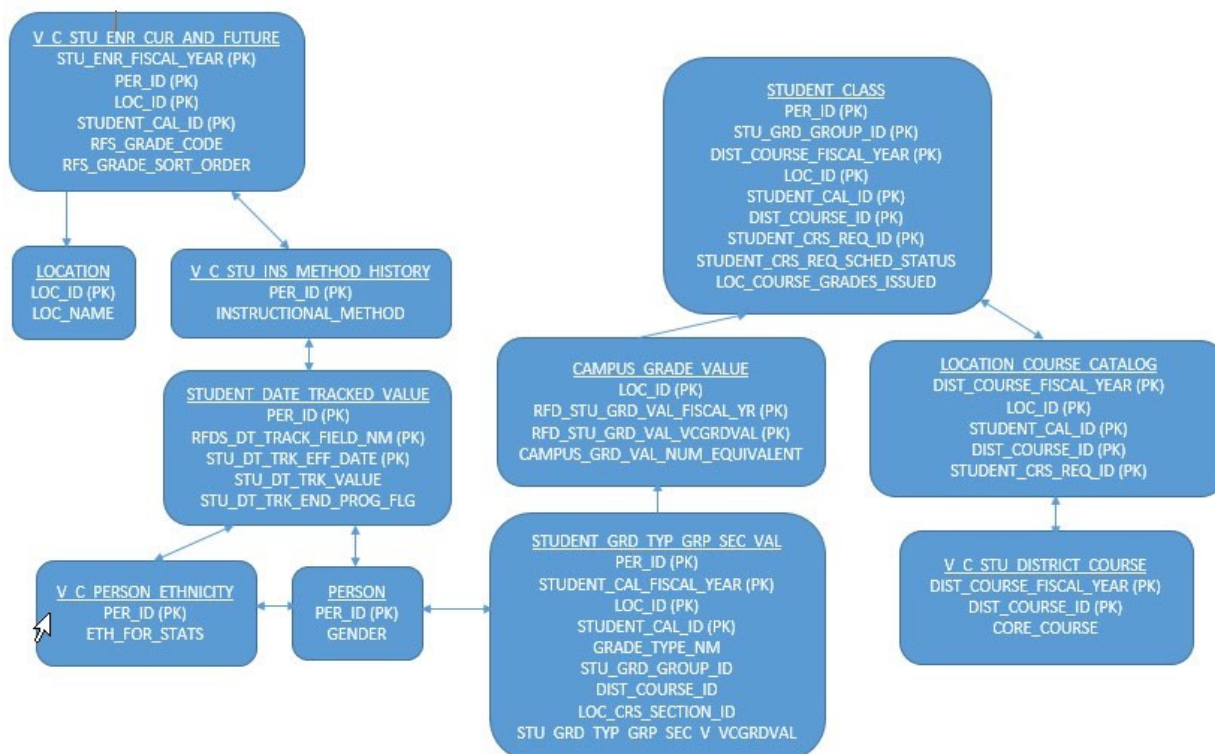 V_C_STU_ENR_CUR_AND_FUTURE
STU_ENR_FISCAL_YEAR (PK)
PER_ID (PK)
LOC_ID (PK)
STUDENT_CAL_ID (PK)
RFS_GRADE_CODE
RFS_GRADE_SORT_ORDER
LOCATION
LOC_ID (PK)
LOC_NAME
V_C_STU_INS_METHOD_HISTORY
PER_ID (PK)
INSTRUCTIONAL_METHOD
STUDENT_DATE_TRACKED_VALUE
PER_ID (PK)
RFDS_DT_TRACK_FIELD_NM (PK)
STU_DT_TRK_EFF_DATE (PK)
STU_DT_TRK_VALUE
STU_DT_TRK_END_PROG_FLG
V_C_PERSON_ETHNICITY
PER_ID (PK)
ETH_FOR_STATS
PERSON
PER_ID (PK)
GENDER
STUDENT_CLASS
PER_ID (PK)
STU_GRD_GROUP_ID (PK)
DIST_COURSE_FISCAL_YEAR (PK)
LOC_ID (PK)
STUDENT_CAL_ID (PK)
DIST_COURSE_ID (PK)
STUDENT_CRS_REQ_ID (PK)
STUDENT_CRS_REQ_SCHED_STATUS
LOC_COURSE_GRADES_ISSUED
CAMPUS_GRADE_VALUE
LOC_ID (PK)
RFD_STU_GRD_VAL_FISCAL_YR (PK)
RFD_STU_GRD_VAL_VCGRDVAL (PK)
CAMPUS_GRD_VAL_NUM_EQUIVALENT
STUDENT_GRD_TYP_GRP_SEC_VAL
PER_ID (PK)
STUDENT_CAL_FISCAL_YEAR (PK)
LOC_ID (PK)
STUDENT_CAL_ID (PK)
GRADE_TYPE_NM
STU_GRD_GROUP_ID
DIST_COURSE_ID
LOC_CRS_SECTION_ID
STU_GRD_TYP_GRP_SEC_V_VCGRDVAL
LOCATION_COURSE_CATALOG
DIST_COURSE_FISCAL_YEAR (PK)
LOC_ID (PK)
STUDENT_CAL_ID (PK)
DIST_COURSE_ID (PK)
STUDENT_CRS_REQ_ID (PK)
V_C_STU_DISTRICT_COURSE
DIST_COURSE_FISCAL_YEAR (PK)
DIST_COURSE_ID (PK)
CORE_COURSE